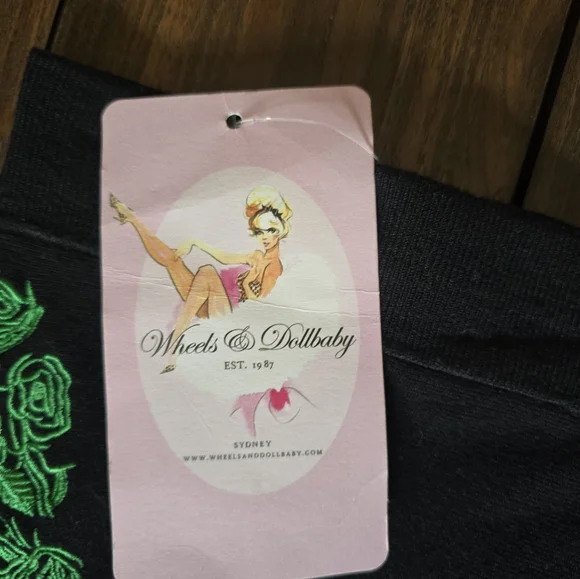 Wheels & Dollbaby
EST. 1987
SYDNEY
WWW.WHEELSANDDOLLBABY.COM